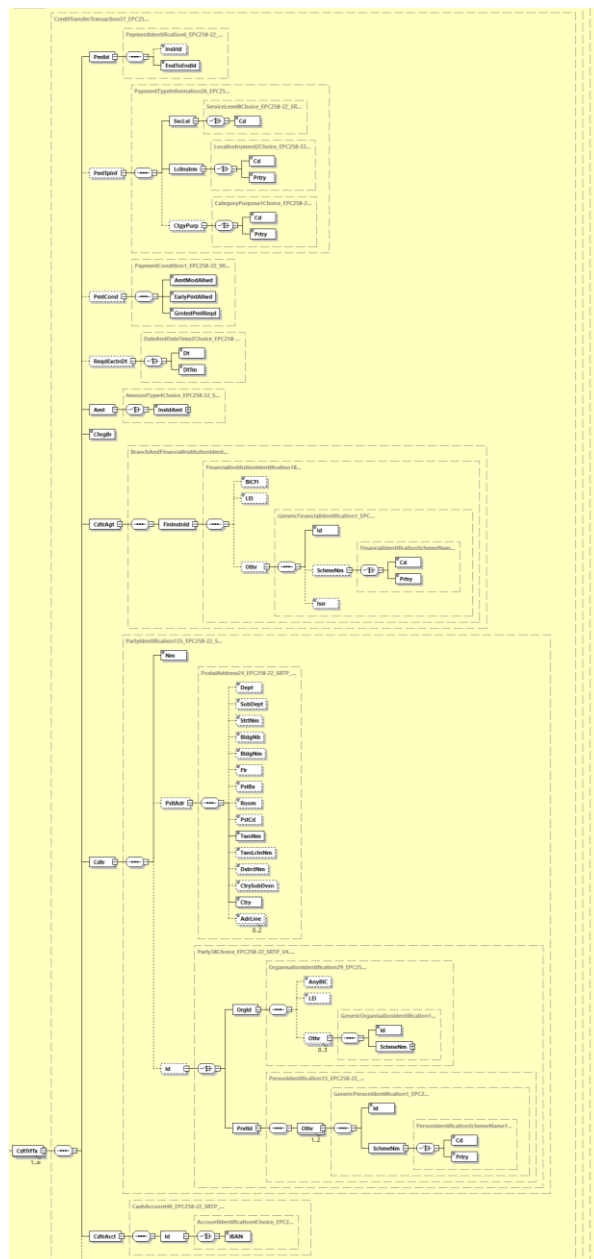 CreditTransferTransaction57_EPC25...
PaymentIdentification6_EPC258-22_...
PmtId
InstrId
EndToEndId
PaymentTypeInformation26_EPC25...
ServiceLevel8Choice_EPC258-22_SR...
SvcLvl
Cd
LocalInstrument2Choice_EPC258-22...
PmtTpInf
LclInstrm
Cd
Prtry
CategoryPurpose1Choice_EPC258-2...
CtgyPurp
Cd
Prtry
PaymentCondition1_EPC258-22_SR...
PmtCond
AmtModAllwd
EarlyPmtAllwd
GrntedPmtReqd
DateAndDateTime2Choice_EPC258-...
ReqdExctnDt
Dt
DtTm
AmountType4Choice_EPC258-22_S...
Amt
InstdAmt
ChrgBr
BranchAndFinancialInstitutionIdent...
FinancialInstitutionIdentification18...
BICFI
LEI
GenericFinancialIdentification1_EPC...
CdtrAgt
FinInstnId
Id
FinancialIdentificationSchemeNam...
Othr
SchmeNm
Cd
Prtry
Issr
PartyIdentification135_EPC258-22_S...
Nm
PostalAddress24_EPC258-22_SRTP_...
Dept
SubDept
StrtNm
BldgNb
BldgNm
Flr
PstBx
PstlAdr
Room
PstCd
TwnNm
Cdtr
TwnLctnNm
DstrctNm
CtrySubDvsn
Ctry
AdrLine
0..2
Party38Choice_EPC258-22_SRTP_V4...
OrganisationIdentification29_EPC25...
AnyBIC
OrgId
LEI
GenericOrganisationIdentification1...
Othr
Id
0..3
SchmeNm
Id
PersonIdentification13_EPC258-22_...
GenericPersonIdentification1_EPC2...
Id
PrvtId
Othr
PersonIdentificationSchemeName1...
1..2
SchmeNm
Cd
CdtTrfTx
Prtry
1..∞
CashAccount40_EPC258-22_SRTP_...
AccountIdentification4Choice_EPC2...
CdtrAcct
Id
IBAN